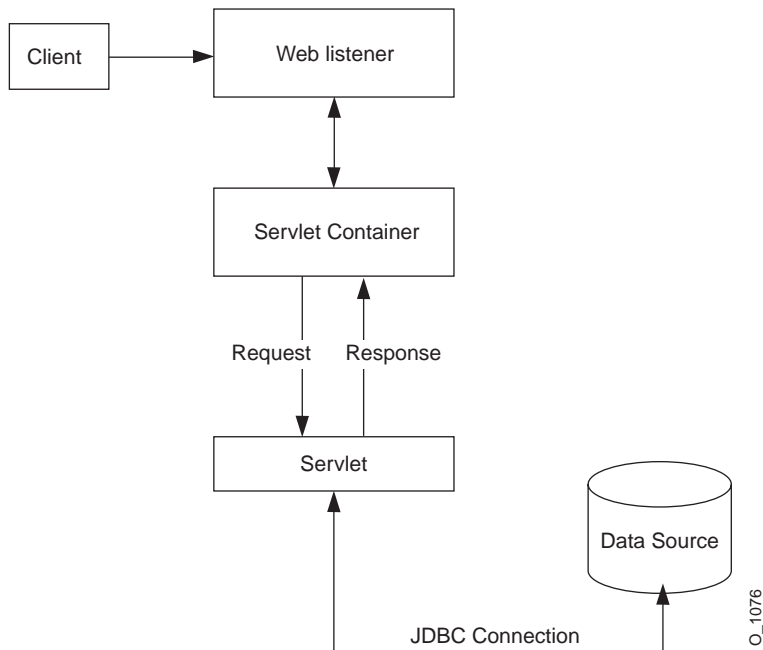 Client
Web listener
Servlet Container
Request
Response
Servlet
Data Source
JDBC Connection
O_1076